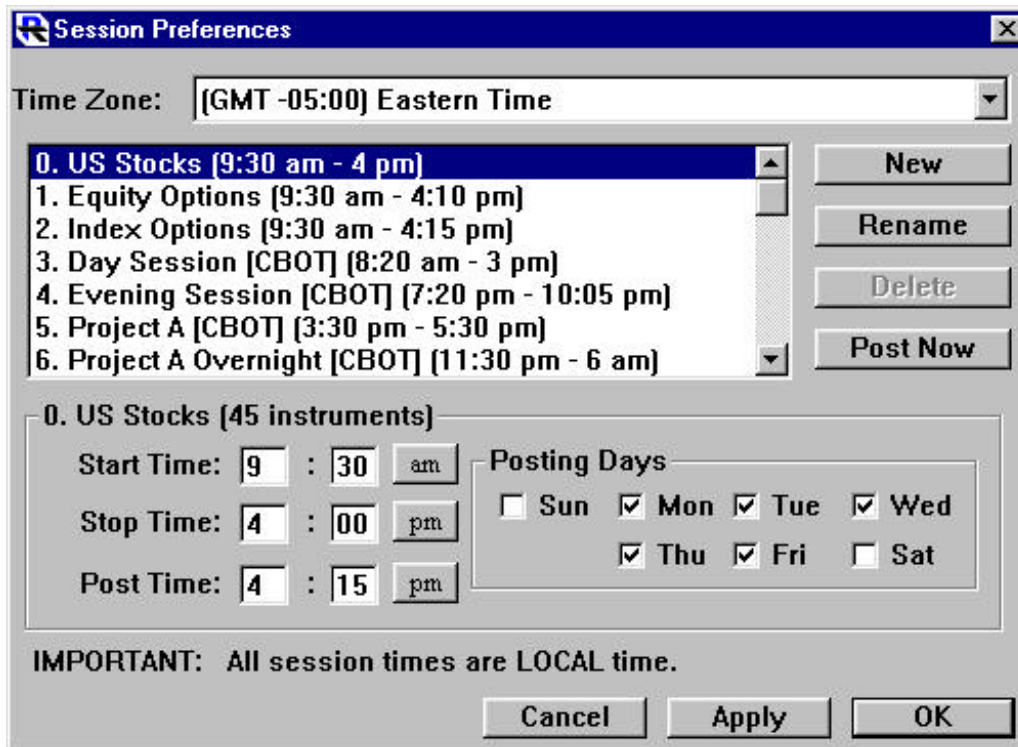 Session Preferences
Time Zone: (GMT -05:00) Eastern Time
0. US Stocks (9:30 am - 4 pm)
1. Equity Options (9:30 am - 4:10 pm)
2. Index Options (9:30 am - 4:15 pm)
3. Day Session [CBOT] (8:20 am - 3 pm)
4. Evening Session [CBOT] (7:20 pm - 10:05 pm)
5. Project A [CBOT] (3:30 pm - 5:30 pm)
6. Project A Overnight [CBOT] (11:30 pm - 6 am)
New
Rename
Delete
Post Now
0. US Stocks (45 instruments)
Start Time: 9 : 30 am
Stop Time: 4 : 00 pm
Post Time: 4 : 15 pm
Posting Days
Sun Mon Tue Wed
Thu Fri Sat
IMPORTANT: All session times are LOCAL time.
Cancel Apply OK